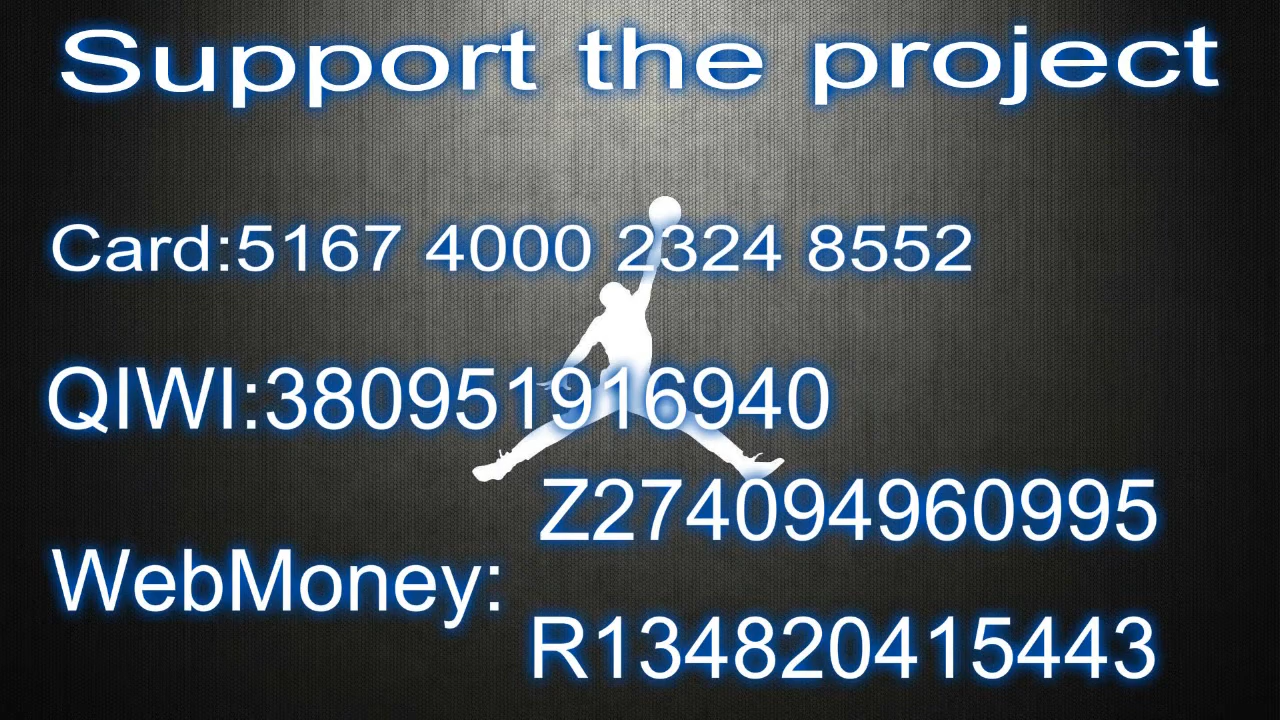 Support the project
Card:5167 4000 2324 8552
QIWI:380951916940
Z274094960995
WebMoney:
R134820415443